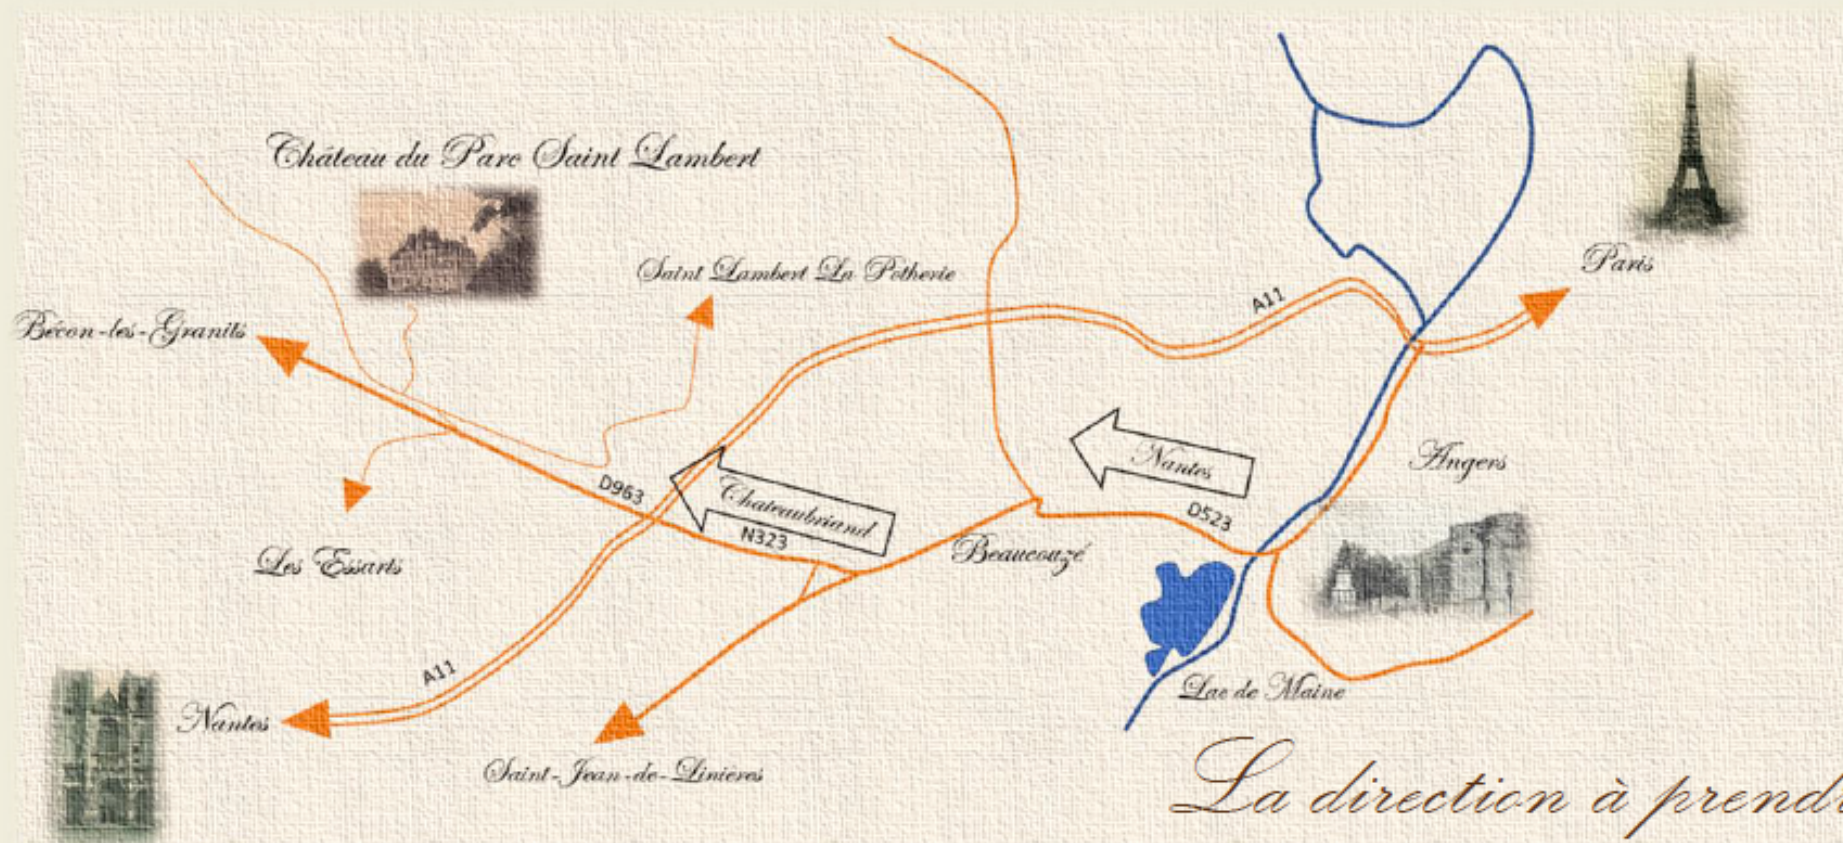 Château du Parc Saint Lambert
Paris
Saint Lambert La Potherie
A11
Bécon-les-Granits
Nantes
Angers
D963
Chateaubriand
D523
N323
Beaucouzé
Les Essarts
A11
Lac de Maine
Nantes
Saint-Jean-de-Linières
La direction à prendr